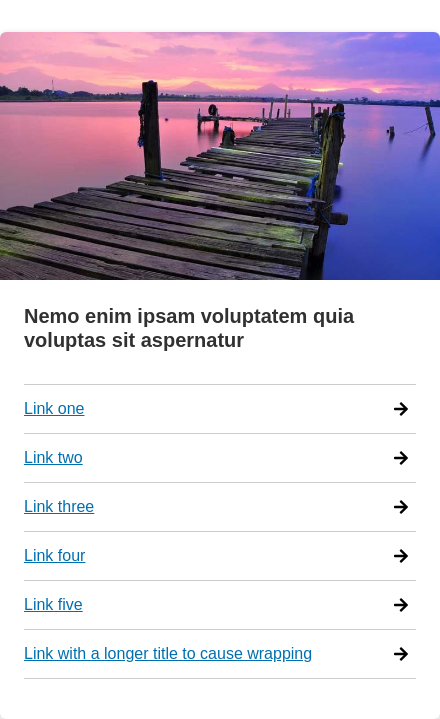 Nemo enim ipsam voluptatem quia
voluptas sit aspernatur
Link one
Link two
Link three
Link four
Link five
Link with a longer title to cause wrapping